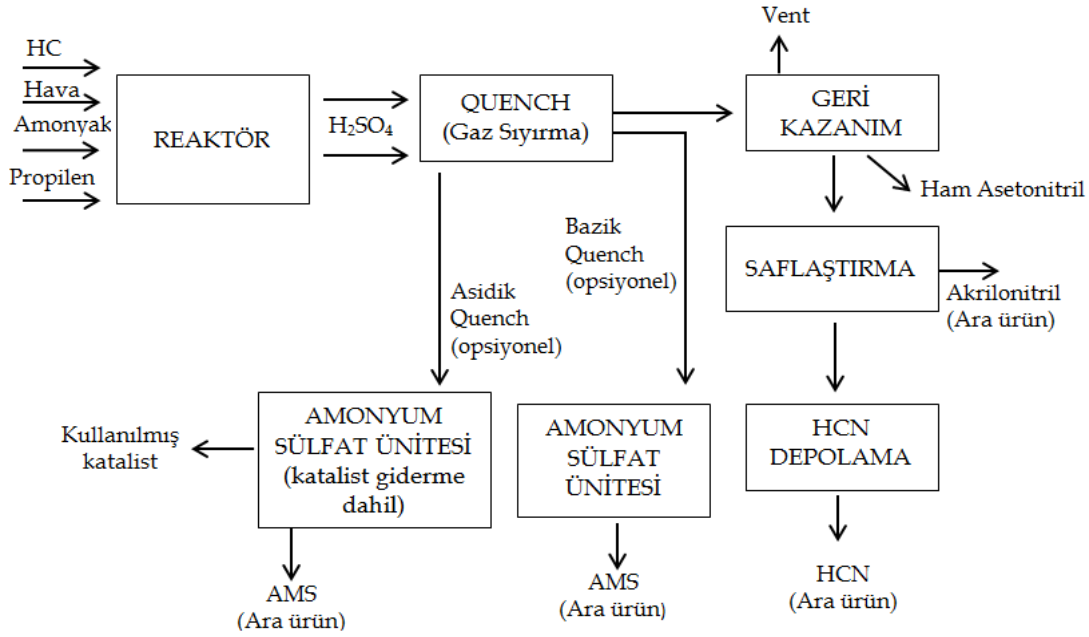 HC
Hava
Amonyak
Propilen
REAKTÖR
H₂SO₄
QUENCH
(Gaz Sıyırma)
Vent
GERİ
KAZANIM
Ham Asetonitril
SAFLAŞTIRMA
Akrilonitril
(Ara ürün)
Bazik
Quench
(opsiyonel)
Asidik
Quench
(opsiyonel)
Kullanılmış
katalist
AMONYUM
SÜLFAT ÜNİTESİ
(katalist giderme
dahil)
AMONYUM
SÜLFAT
ÜNİTESİ
HCN
DEPOLAMA
AMS
(Ara ürün)
AMS
(Ara ürün)
HCN
(Ara ürün)